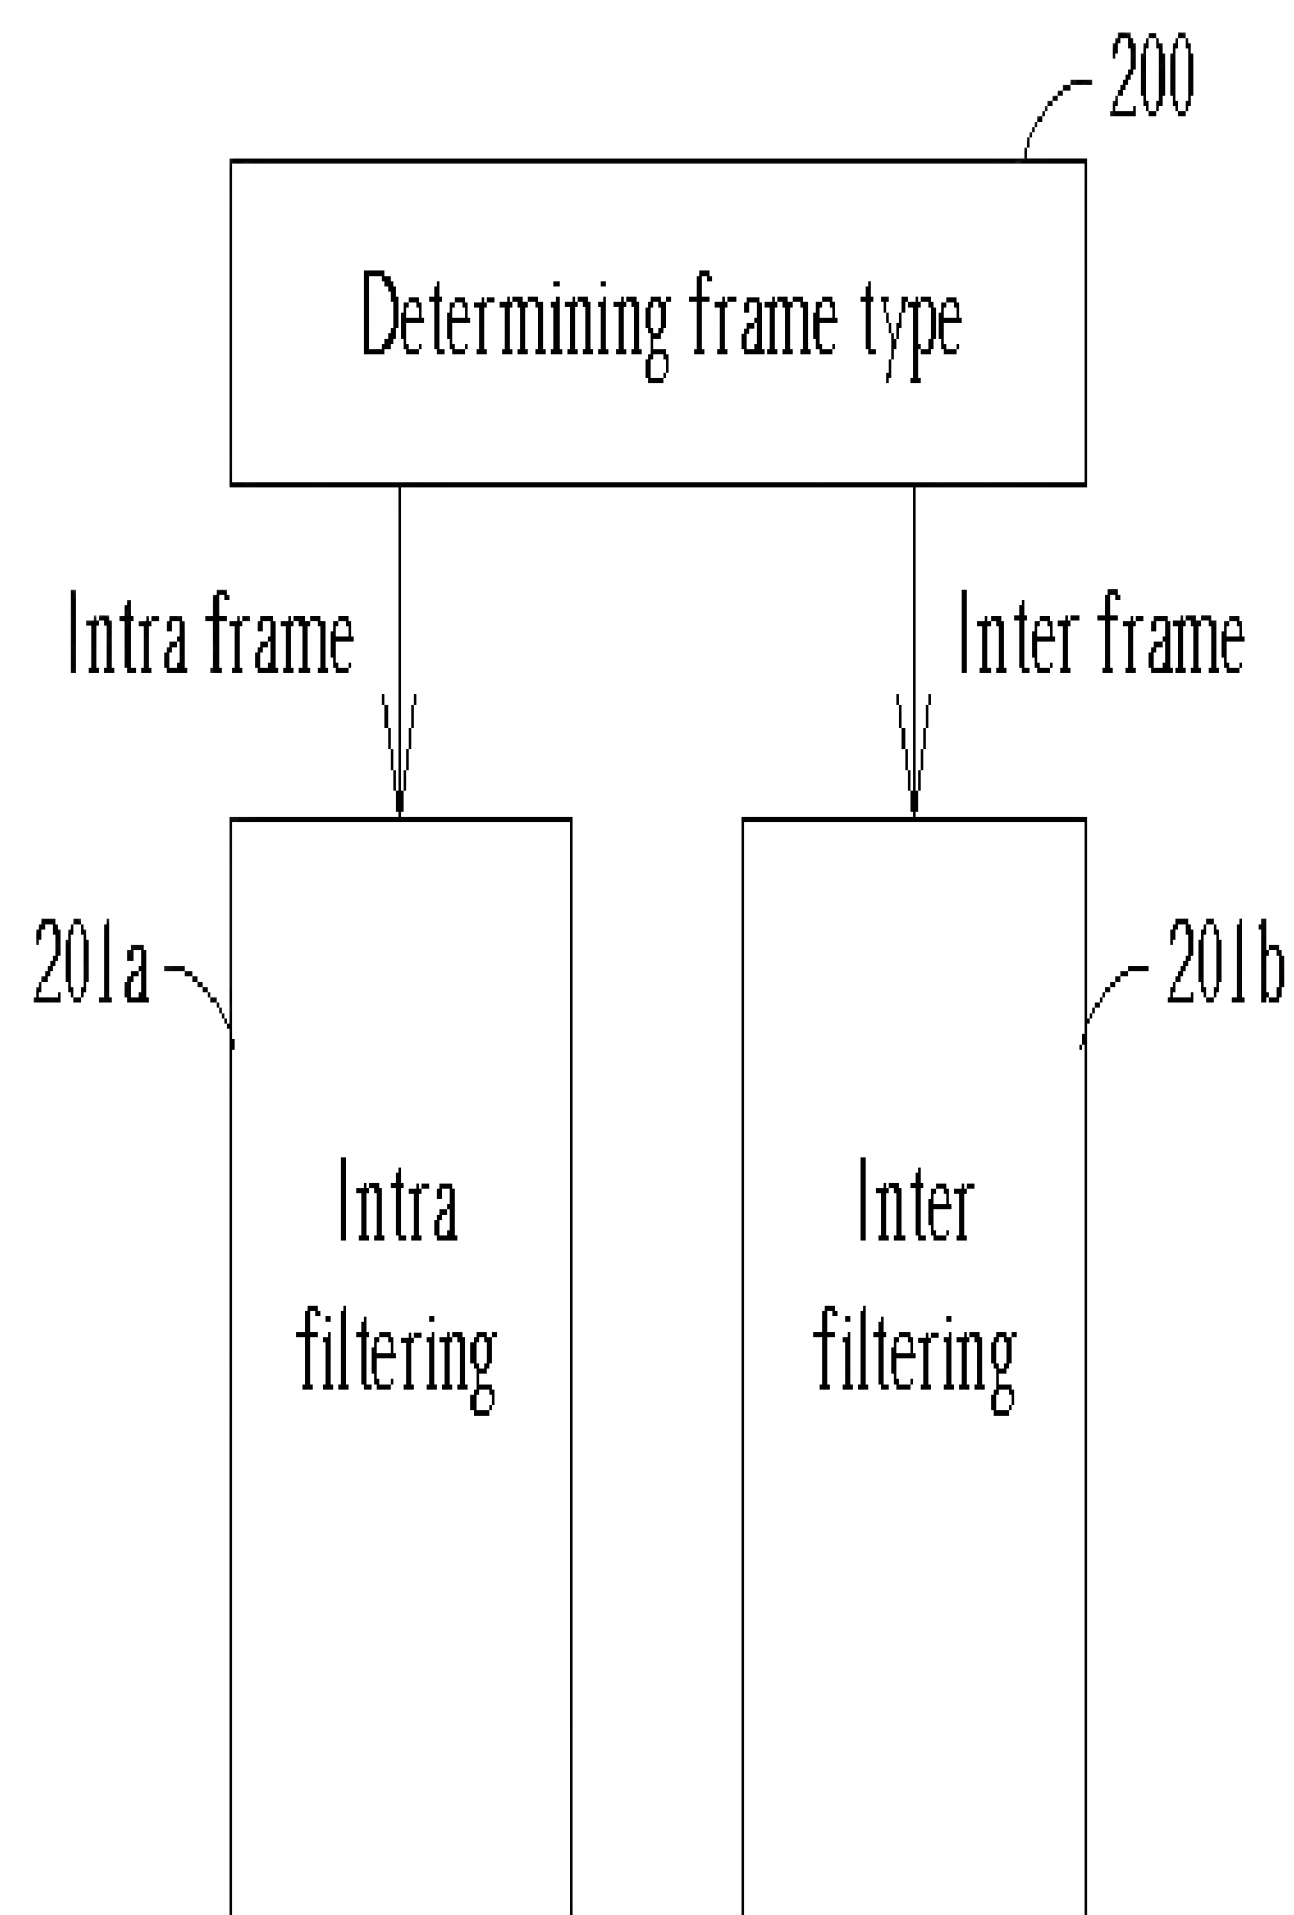 200
Determining frame type
Intra frame
Inter frame
201a
201b
Intra
filtering
Inter
filtering